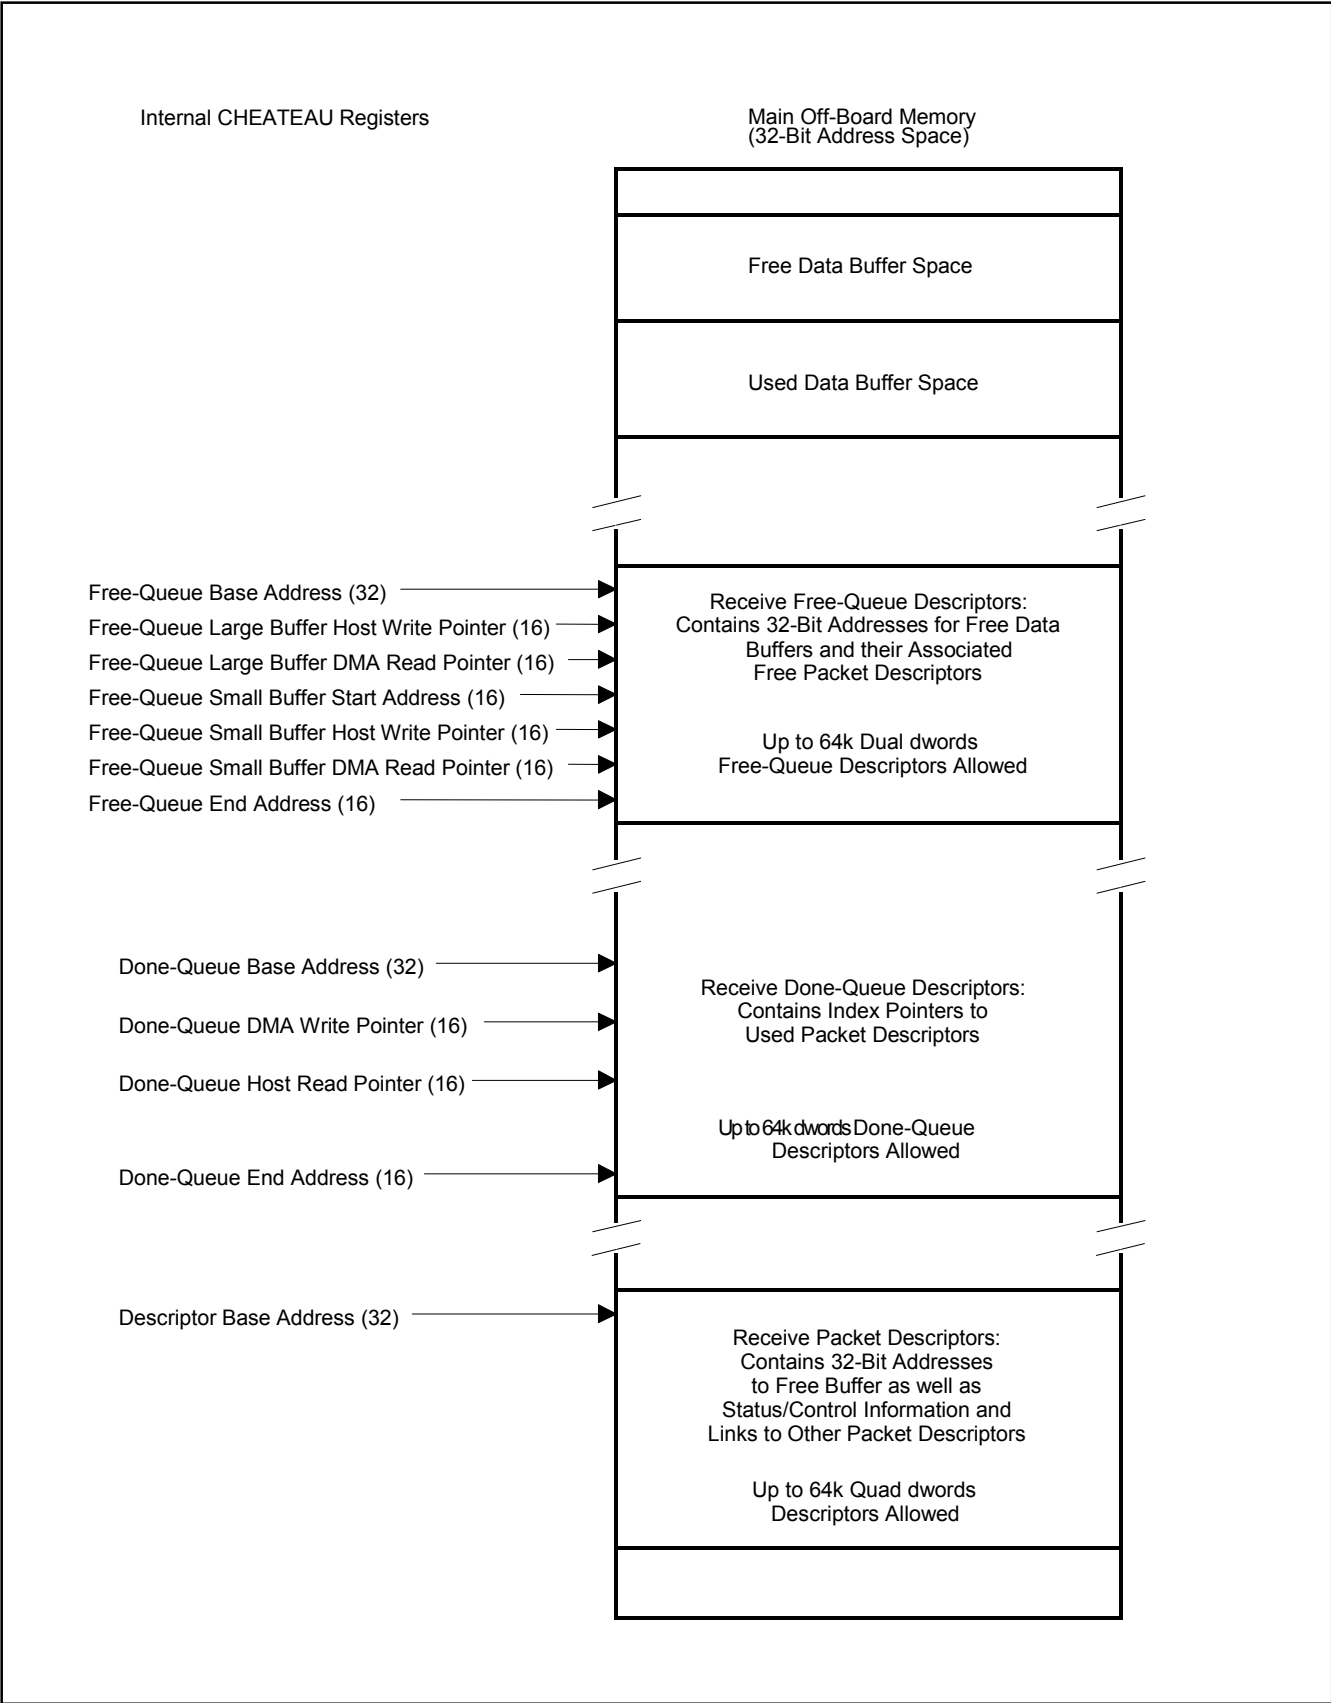 Internal CHEATEAU Registers
Main Off-Board Memory
(32-Bit Address Space)
Free Data Buffer Space
Used Data Buffer Space
Free-Queue Base Address (32)
Free-Queue Large Buffer Host Write Pointer (16)
Free-Queue Large Buffer DMA Read Pointer (16)
Free-Queue Small Buffer Start Address (16)
Free-Queue Small Buffer Host Write Pointer (16)
Free-Queue Small Buffer DMA Read Pointer (16)
Free-Queue End Address (16)
Receive Free-Queue Descriptors:
Contains 32-Bit Addresses for Free Data
Buffers and their Associated
Free Packet Descriptors
Up to 64k Dual dwords
Free-Queue Descriptors Allowed
Done-Queue Base Address (32)
Done-Queue DMA Write Pointer (16)
Done-Queue Host Read Pointer (16)
Done-Queue End Address (16)
Receive Done-Queue Descriptors:
Contains Index Pointers to
Used Packet Descriptors
Up to 64k dwords Done-Queue
Descriptors Allowed
Descriptor Base Address (32)
Receive Packet Descriptors:
Contains 32-Bit Addresses
to Free Buffer as well as
Status/Control Information and
Links to Other Packet Descriptors
Up to 64k Quad dwords
Descriptors Allowed